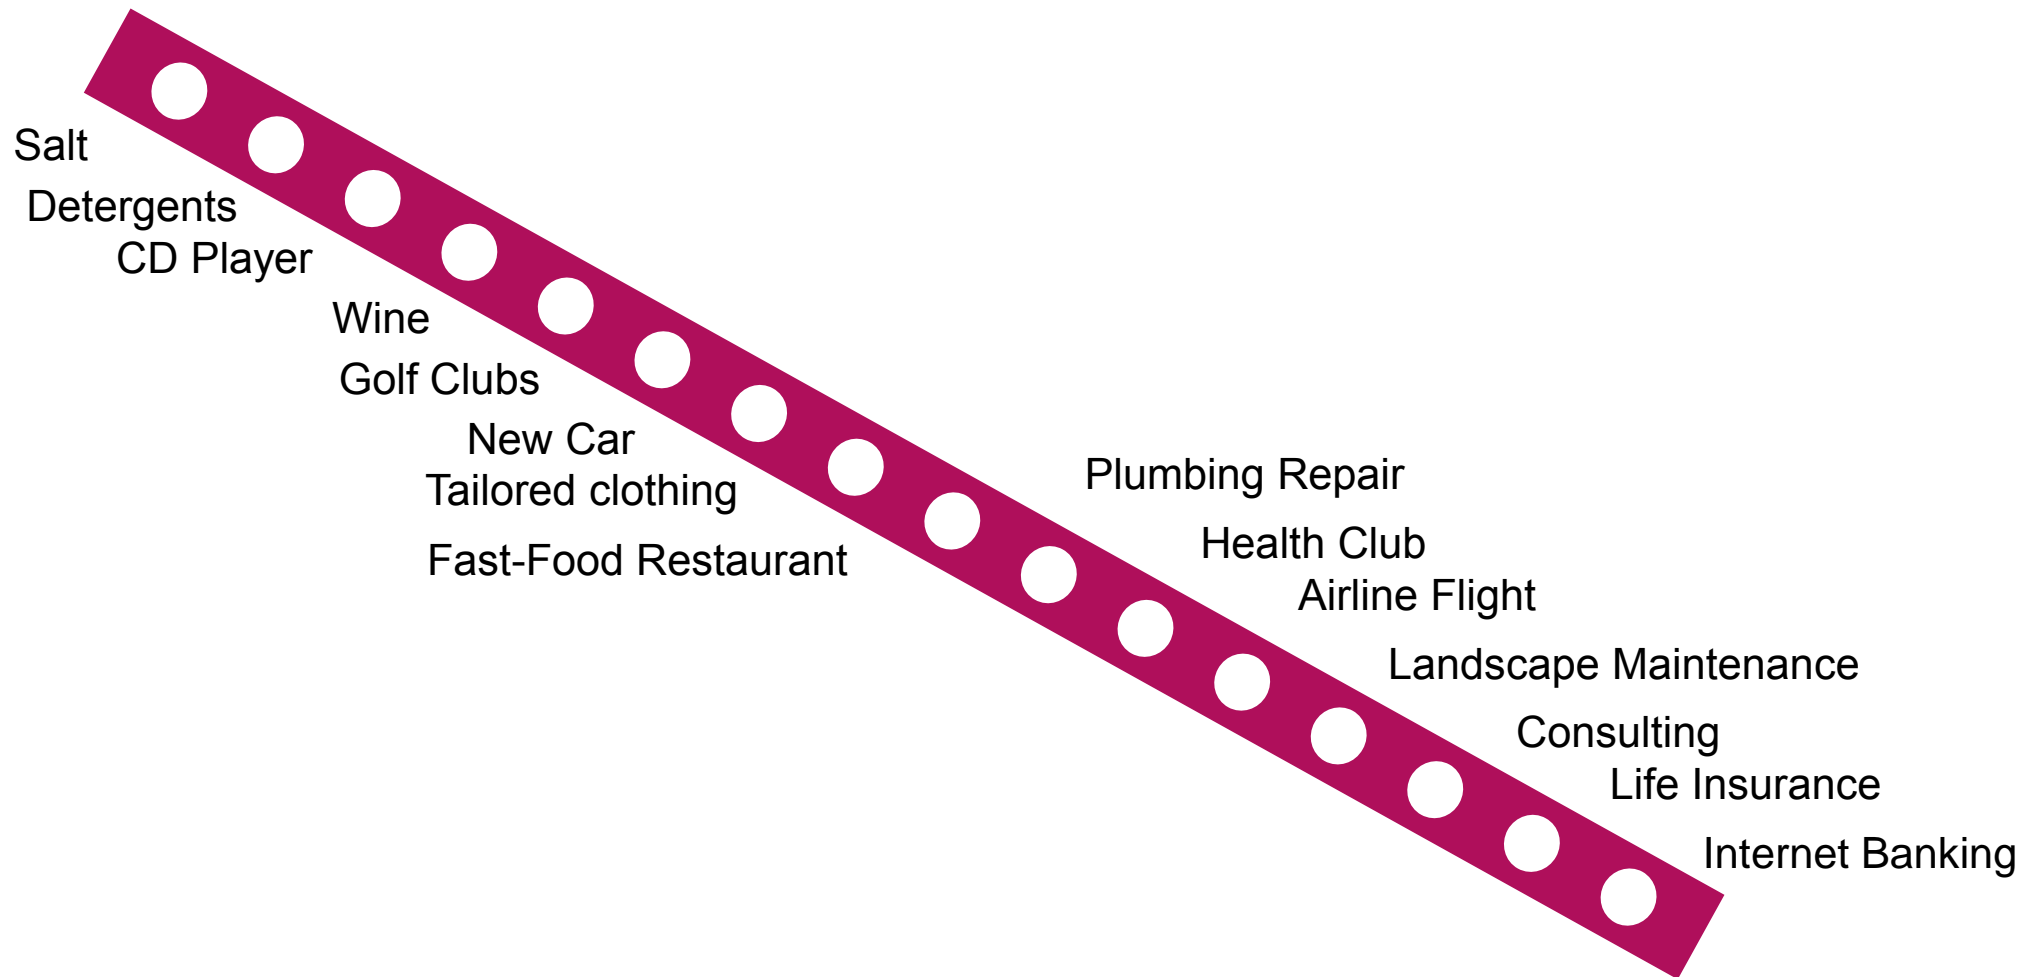 Salt
Detergents
CD Player
Wine
Golf Clubs
New Car
Tailored clothing
Fast-Food Restaurant
Plumbing Repair
Health Club
Airline Flight
Landscape Maintenance
Consulting
Life Insurance
Internet Banking